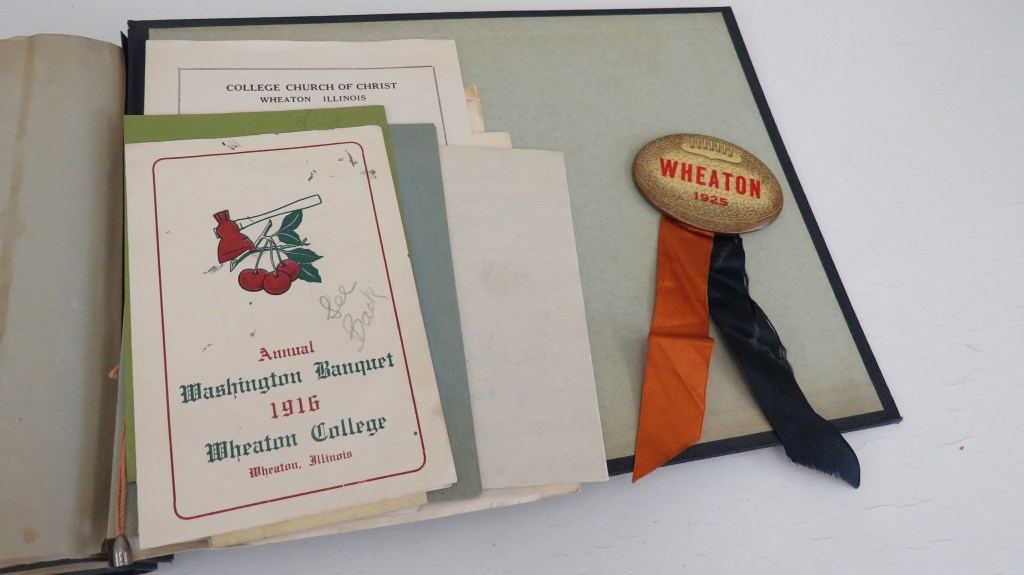 COLLEGE CHURCH OF CHRIST
WHEATON ILLINOIS
Annual
Washington Banquet
1916
Wheaton College
Wheaton, Illinois
See
Back
WHEATON
1925